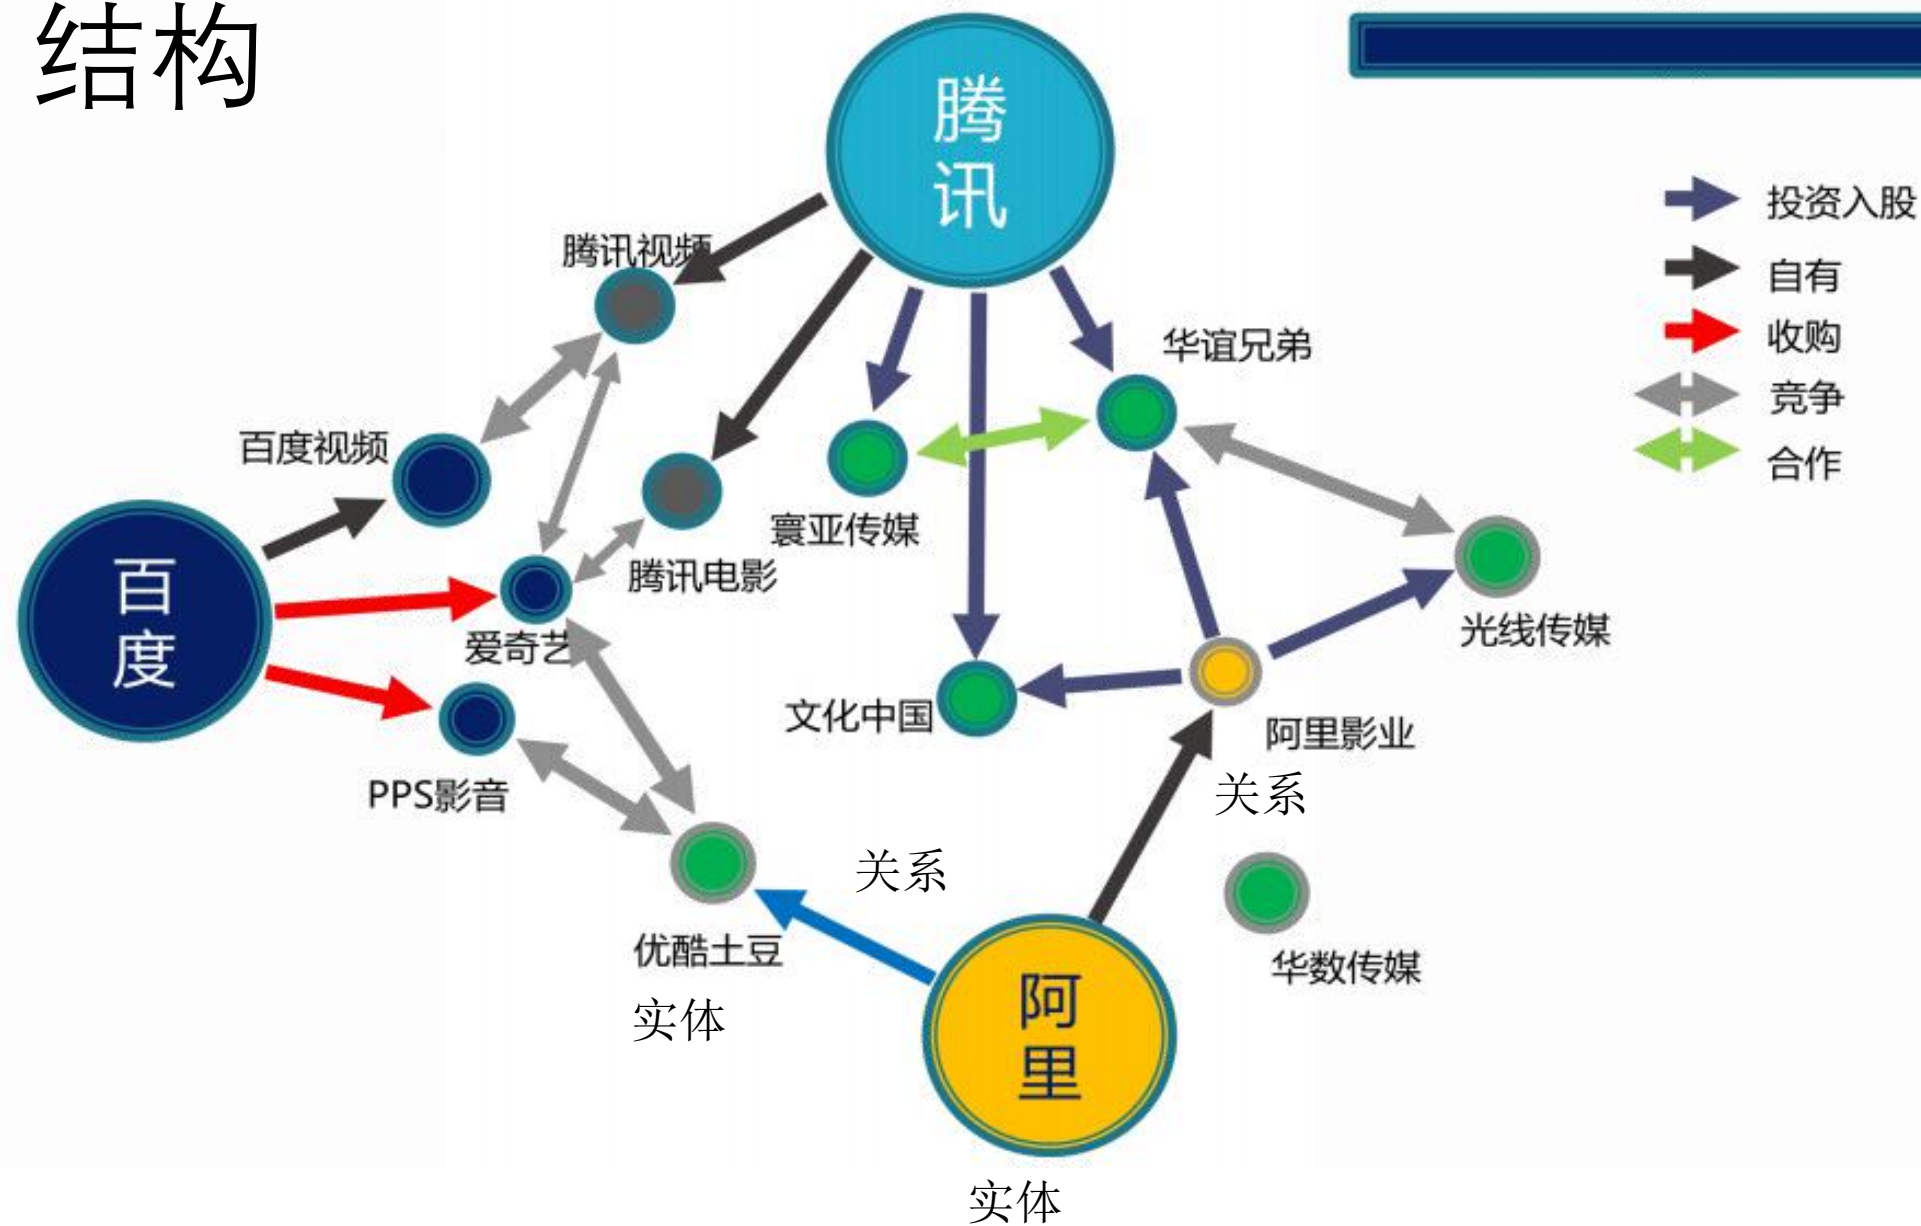 结构
腾
讯
投资入股
自有
收购
竞争
合作
腾讯视频
华谊兄弟
百度视频
寰亚传媒
腾讯电影
百
度
爱奇艺
光线传媒
文化中国
阿里影业
PPS影音
关系
关系
优酷土豆
华数传媒
实体
阿
里
实体